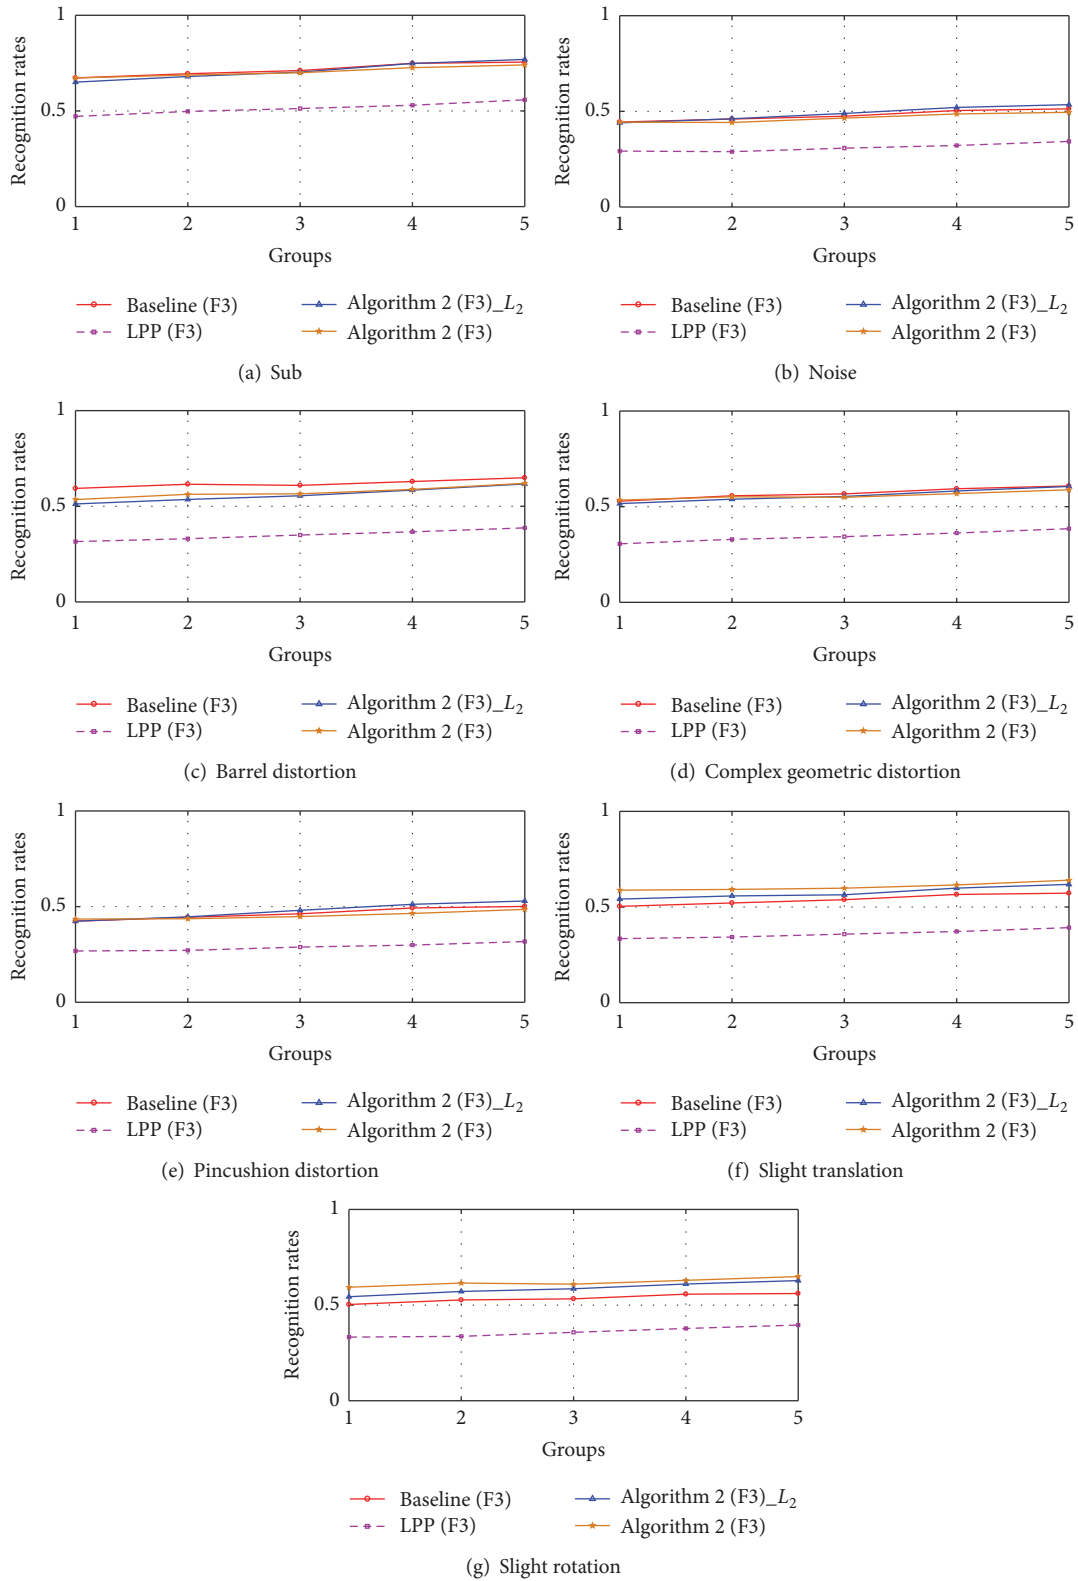 Recognition rates
1
0.5
0
1 2 3 4 5
Groups
Baseline (F3)
LPP (F3)
Algorithm 2 (F3)_L2
Algorithm 2 (F3)
(a) Sub
Recognition rates
1
0.5
0
1 2 3 4 5
Groups
Baseline (F3)
LPP (F3)
Algorithm 2 (F3)_L2
Algorithm 2 (F3)
(b) Noise
Recognition rates
1
0.5
0
1 2 3 4 5
Groups
Baseline (F3)
LPP (F3)
Algorithm 2 (F3)_L2
Algorithm 2 (F3)
(c) Barrel distortion
Recognition rates
1
0.5
0
1 2 3 4 5
Groups
Baseline (F3)
LPP (F3)
Algorithm 2 (F3)_L2
Algorithm 2 (F3)
(d) Complex geometric distortion
Recognition rates
1
0.5
0
1 2 3 4 5
Groups
Baseline (F3)
LPP (F3)
Algorithm 2 (F3)_L2
Algorithm 2 (F3)
(e) Pincushion distortion
Recognition rates
1
0.5
0
1 2 3 4 5
Groups
Baseline (F3)
LPP (F3)
Algorithm 2 (F3)_L2
Algorithm 2 (F3)
(f) Slight translation
Recognition rates
1
0.5
0
1 2 3 4 5
Groups
Baseline (F3)
LPP (F3)
Algorithm 2 (F3)_L2
Algorithm 2 (F3)
(g) Slight rotation